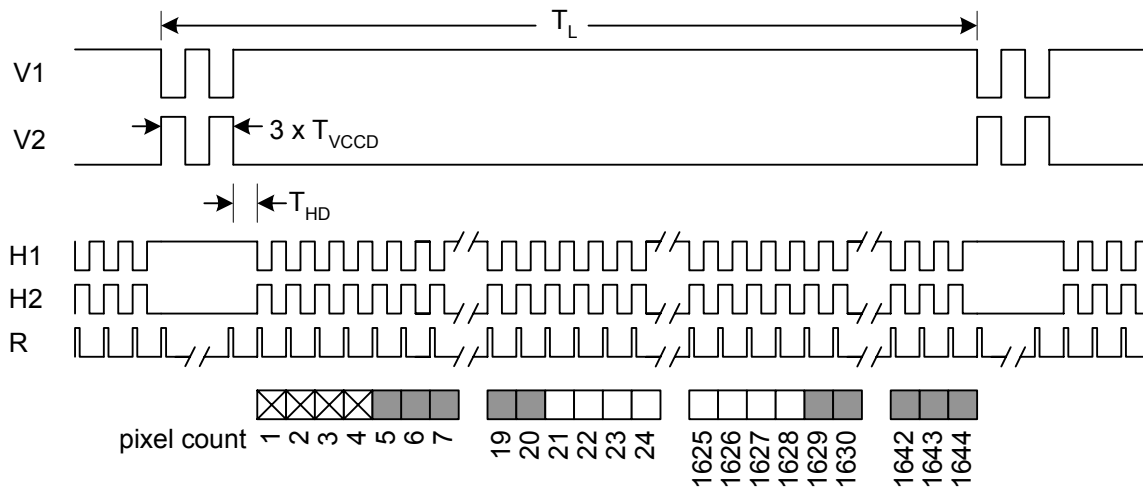 T_L
V1
V2
3 x T_VCCD
T_HD
H1
H2
R
pixel count
1 2 3 4 5 6 7 19 20 21 22 23 24 1625 1626 1627 1628 1629 1630 1642 1643 1644